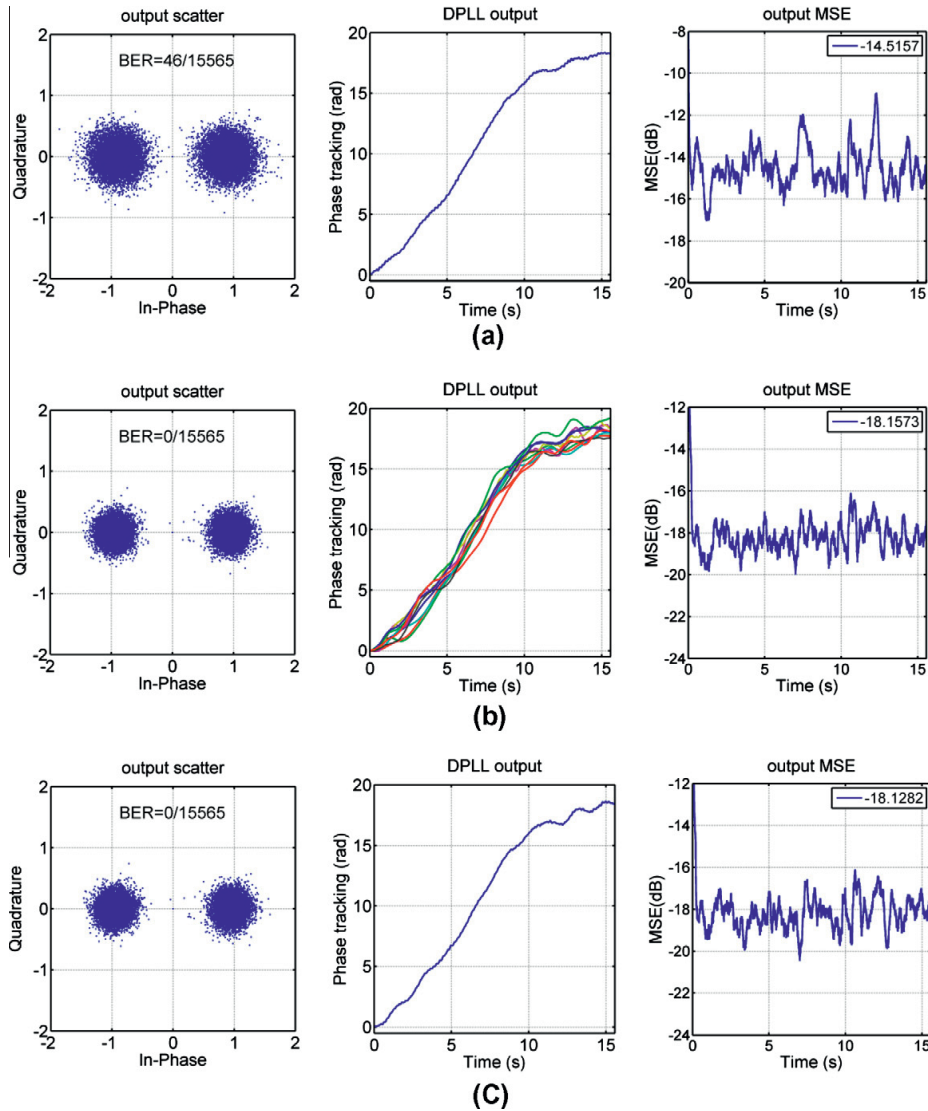 output scatter
2
1
0
-1
-2
Quadrature
BER=46/15565
-2
-1
0
1
2
In-Phase
DPLL output
20
15
10
5
0
Phase tracking (rad)
0
5
10
15
Time (s)
output MSE
-8
-10
-12
-14
-16
-18
-20
MSE(dB)
-14.5157
0
5
10
15
Time (s)
(a)
output scatter
2
1
0
-1
-2
Quadrature
BER=0/15565
-2
-1
0
1
2
In-Phase
DPLL output
20
15
10
5
0
Phase tracking (rad)
0
5
10
15
Time (s)
output MSE
-12
-14
-16
-18
-20
-22
-24
MSE(dB)
-18.1573
0
5
10
15
Time (s)
(b)
output scatter
2
1
0
-1
-2
Quadrature
BER=0/15565
-2
-1
0
1
2
In-Phase
DPLL output
20
15
10
5
0
Phase tracking (rad)
0
5
10
15
Time (s)
output MSE
-12
-14
-16
-18
-20
-22
-24
MSE(dB)
-18.1282
0
5
10
15
Time (s)
(C)